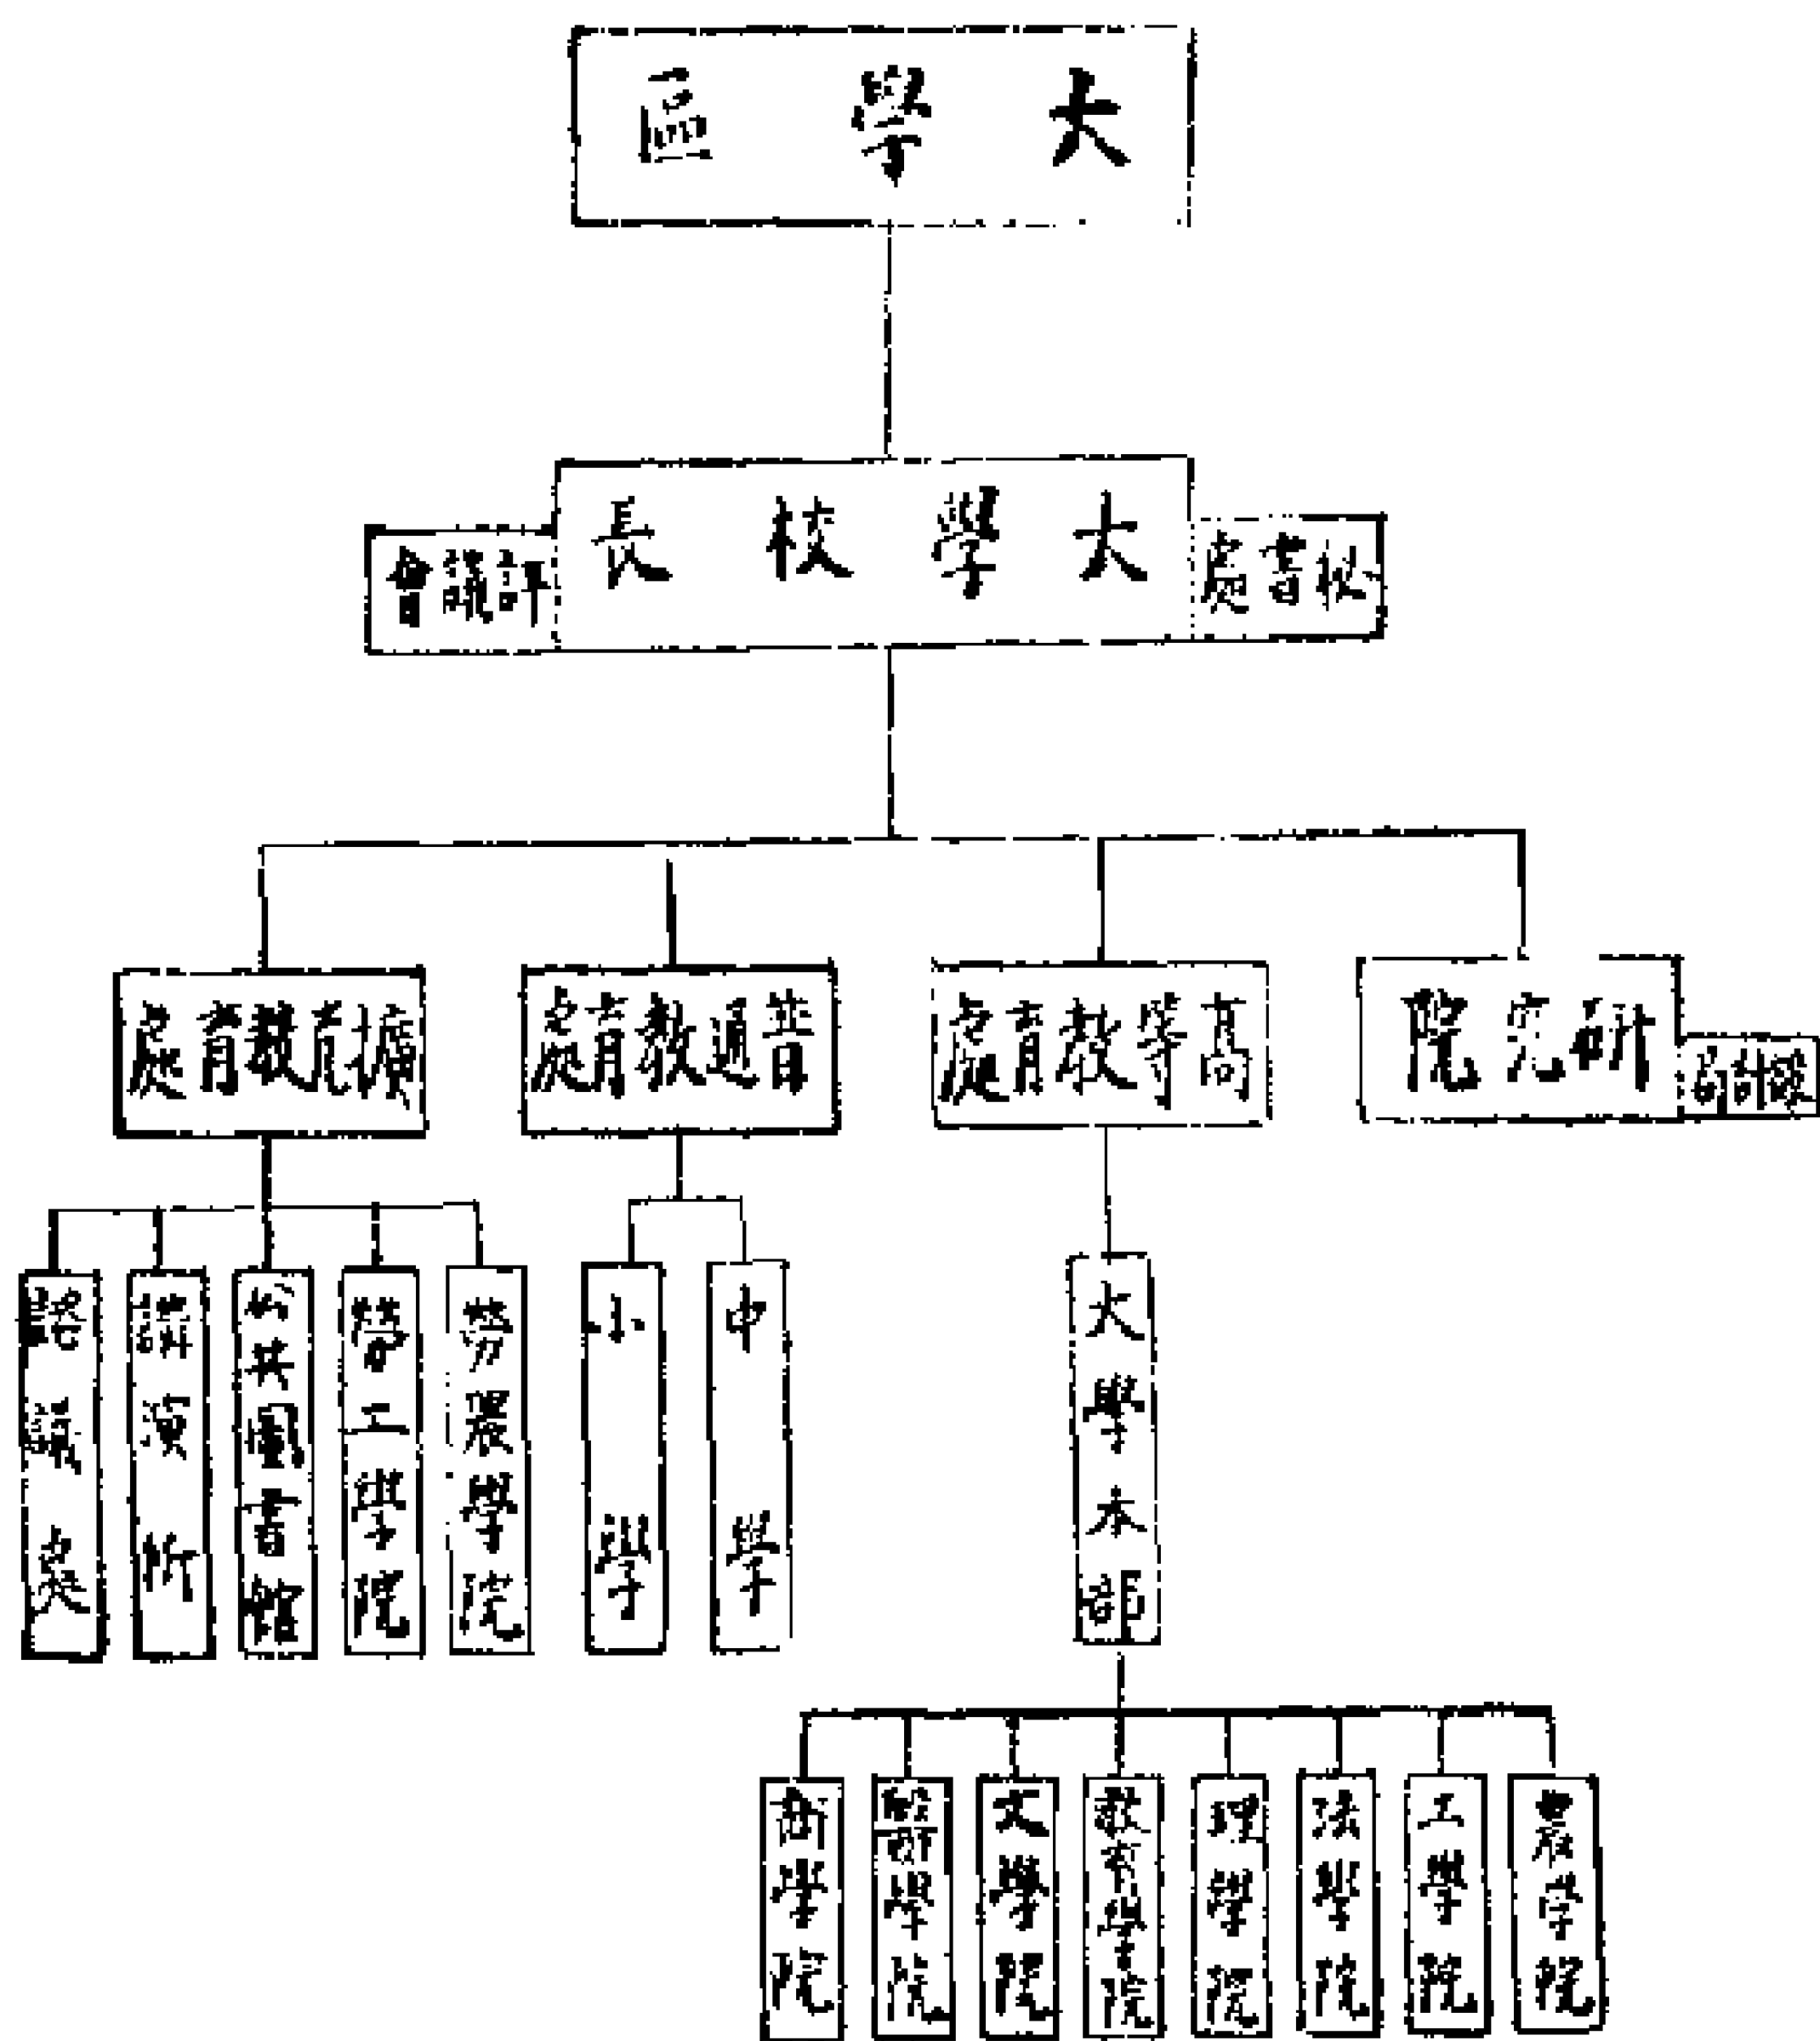 大學區
秘書處
大學校長
評議會
研究院
高等教育處
普通教育處
擴充教育處
大學本部
中學
小學
勞農學院
勞工學院
公共圖書館
講演所
農學院
工學院
法學院
理學院
教育學院
文學院
學院
商學院